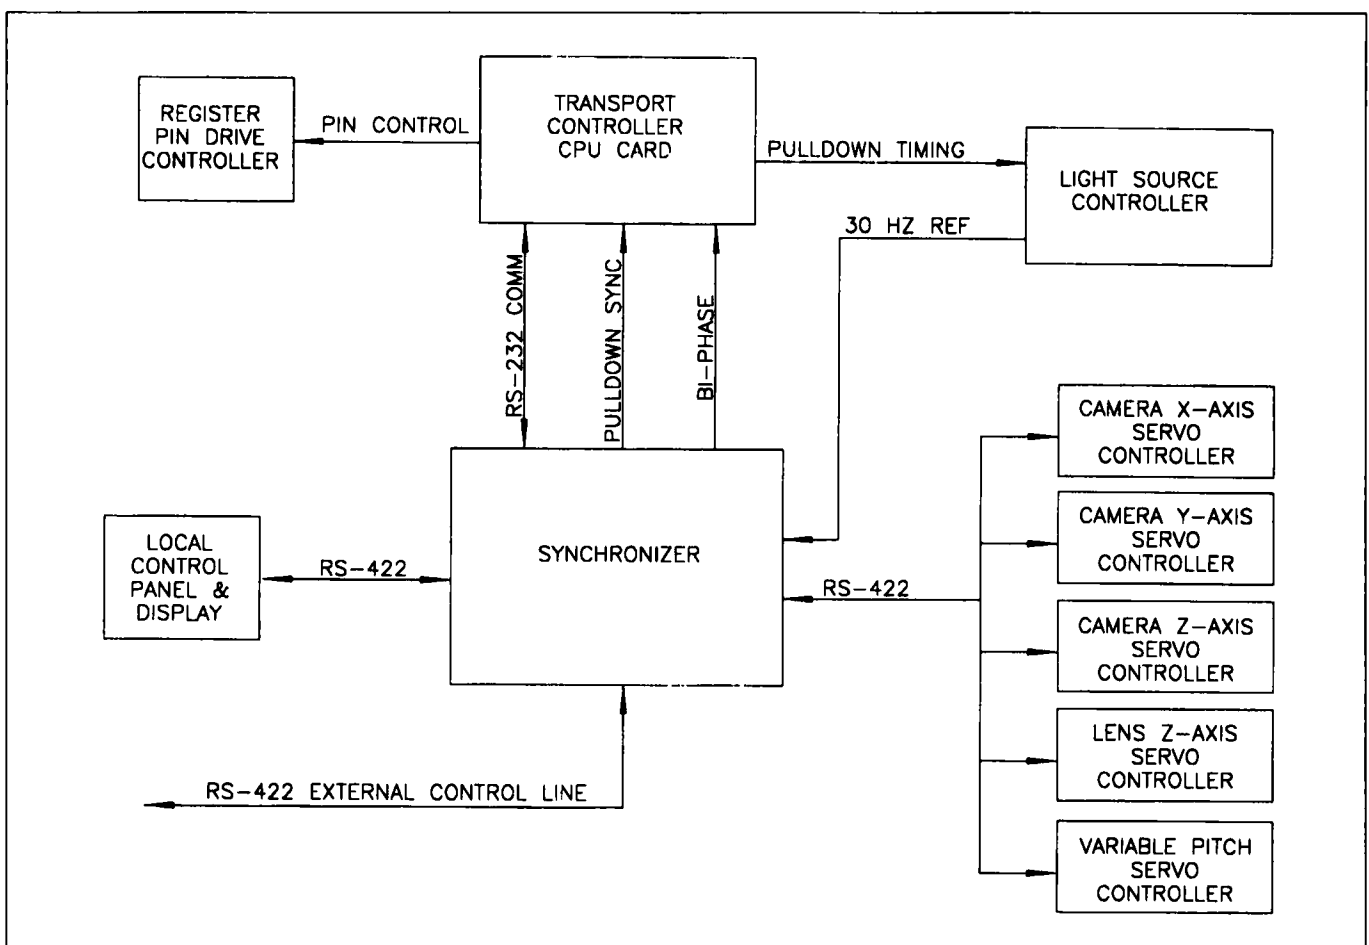 REGISTER
PIN DRIVE
CONTROLLER
PIN CONTROL
TRANSPORT
CONTROLLER
CPU CARD
PULLDOWN TIMING
LIGHT SOURCE
CONTROLLER
30 HZ REF
RS-232 COMM
PULLDOWN SYNC
BI-PHASE
LOCAL
CONTROL
PANEL &
DISPLAY
RS-422
SYNCHRONIZER
RS-422
CAMERA X-AXIS
SERVO
CONTROLLER
CAMERA Y-AXIS
SERVO
CONTROLLER
CAMERA Z-AXIS
SERVO
CONTROLLER
LENS Z-AXIS
SERVO
CONTROLLER
VARIABLE PITCH
SERVO
CONTROLLER
RS-422 EXTERNAL CONTROL LINE